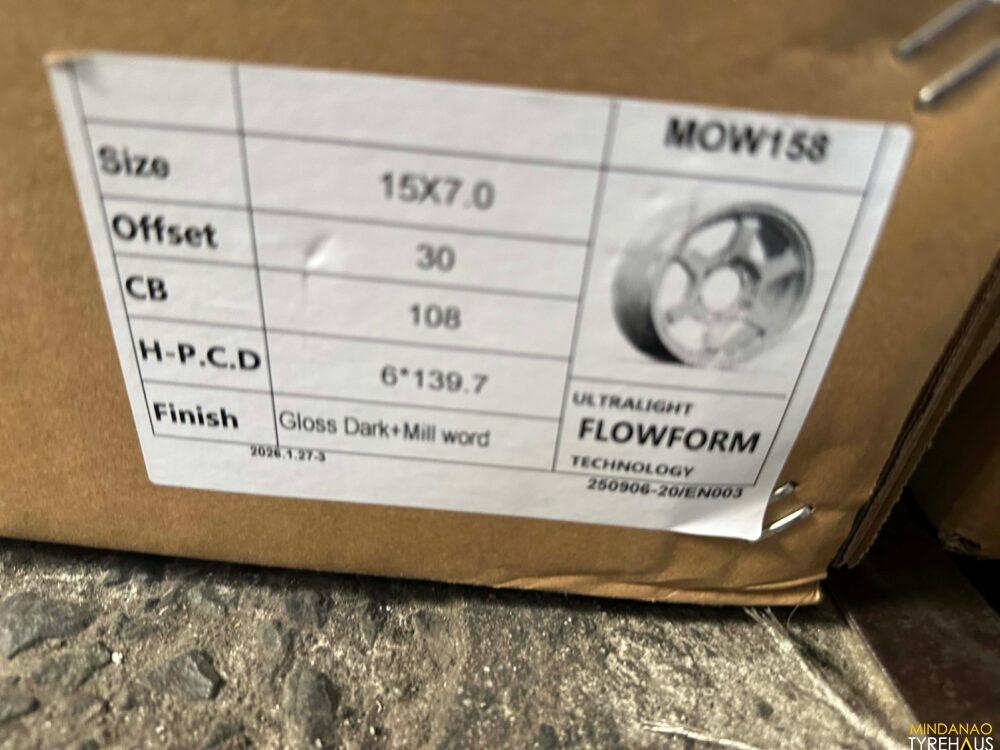 MOW158
Size 15X7.0
Offset 30
CB 108
H-P.C.D 6*139.7
Finish Gloss Dark+Mill word
ULTRALIGHT
FLOWFORM
TECHNOLOGY
2026.1.27-3
250906-20/EN003
MINDANAO
TYREHAUS